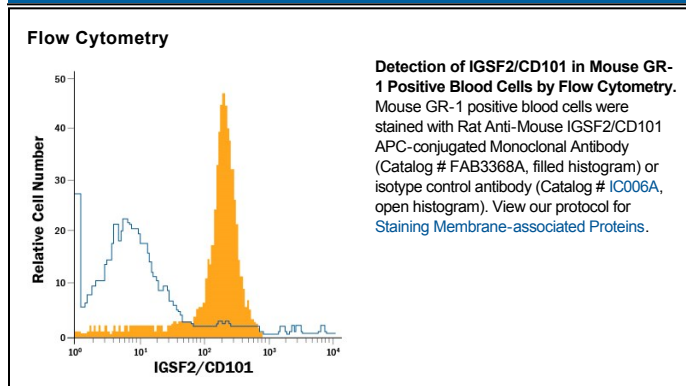 Flow Cytometry
Detection of IGSF2/CD101 in Mouse GR-
1 Positive Blood Cells by Flow Cytometry.
Mouse GR-1 positive blood cells were
stained with Rat Anti-Mouse IGSF2/CD101
APC-conjugated Monoclonal Antibody
(Catalog # FAB3368A, filled histogram) or
isotype control antibody (Catalog # IC006A,
open histogram). View our protocol for
Staining Membrane-associated Proteins.
Relative Cell Number
50
40
30
20
10
0
10⁰ 10¹ 10² 10³ 10⁴
IGSF2/CD101